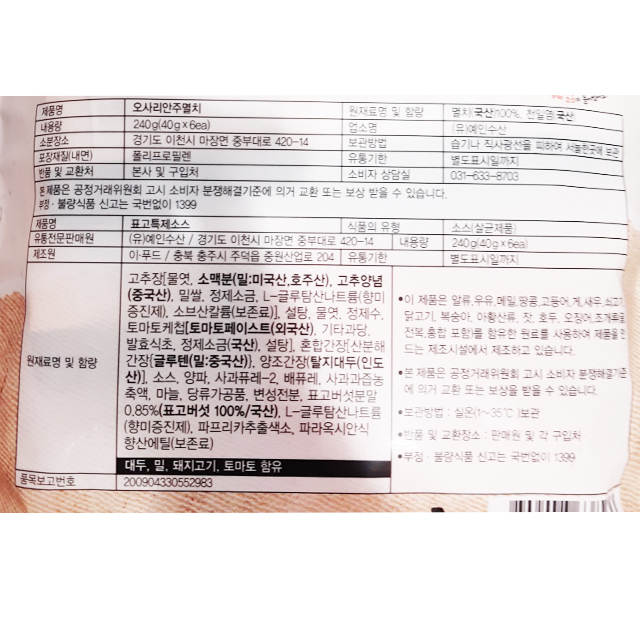 제품명 오사리안주멸치 원재료명 및 함량 멸치(국산)100%, 천일염:국산
내용량 240g(40g x 6ea) 업소명 (유)예인수산
소분장소 경기도 이천시 마장면 중부대로 420-14 보관방법 습기나 직사광선을 피하여 서늘한곳에 보관
포장재질(내면) 폴리프로필렌 유통기한 별도표시일까지
반품 및 교환처 본사 및 구입처 소비자 상담실 031-633-8703
본 제품은 공정거래위원회 고시 소비자 분쟁해결기준에 의거 교환 또는 보상 받을 수 있습니다.
부정 · 불량식품 신고는 국번없이 1399
제품명 표고특제소스 식품의 유형 소스(살균제품)
유통전문판매원 (유)예인수산 / 경기도 이천시 마장면 중부대로 420-14 내용량 240g(40g x 6ea)
제조원 이·푸드 / 충북 충주시 주덕읍 중원산업로 204 유통기한 별도표시일까지
원재료명 및 함량
고추장[물엿, 소맥분(밀:미국산,호주산), 고추양념
(중국산), 밀쌀, 정제소금, L-글루탐산나트륨(향미
증진제), 소브산칼륨(보존료)], 설탕, 물엿, 정제수,
토마토케첩[토마토페이스트(외국산), 기타과당,
발효식초, 정제소금(국산), 설탕], 혼합간장[산분해
간장(글루텐(밀:중국산)), 양조간장(탈지대두(인도
산)], 소스, 양파, 사과퓨레-2, 배퓨레, 사과과즙농
축액, 마늘, 당류가공품, 변성전분, 표고버섯분말
0.85%(표고버섯 100%/국산), L-글루탐산나트륨
(향미증진제), 파프리카추출색소, 파라옥시안식
향산에틸(보존료)
대두, 밀, 돼지고기, 토마토 함유
•이 제품은 알류,우유,메밀,땅콩,고등어,게,새우,쇠고기,
닭고기, 복숭아, 아황산류, 잣, 호두, 오징어,조개류(굴,
전복,홍합 포함)를 함유한 원료를 사용하여 제품을 만
드는 제조시설에서 제조하고 있습니다.
•본 제품은 공정거래위원회 고시 소비자 분쟁해결기준
에 의거 교환 또는 보상을 받을 수 있습니다.
•보관방법 : 실온(1~35℃)보관
•반품 및 교환장소 : 판매원 및 각 구입처
•부정 · 불량식품 신고는 국번없이 1399
품목보고번호 200904330552983